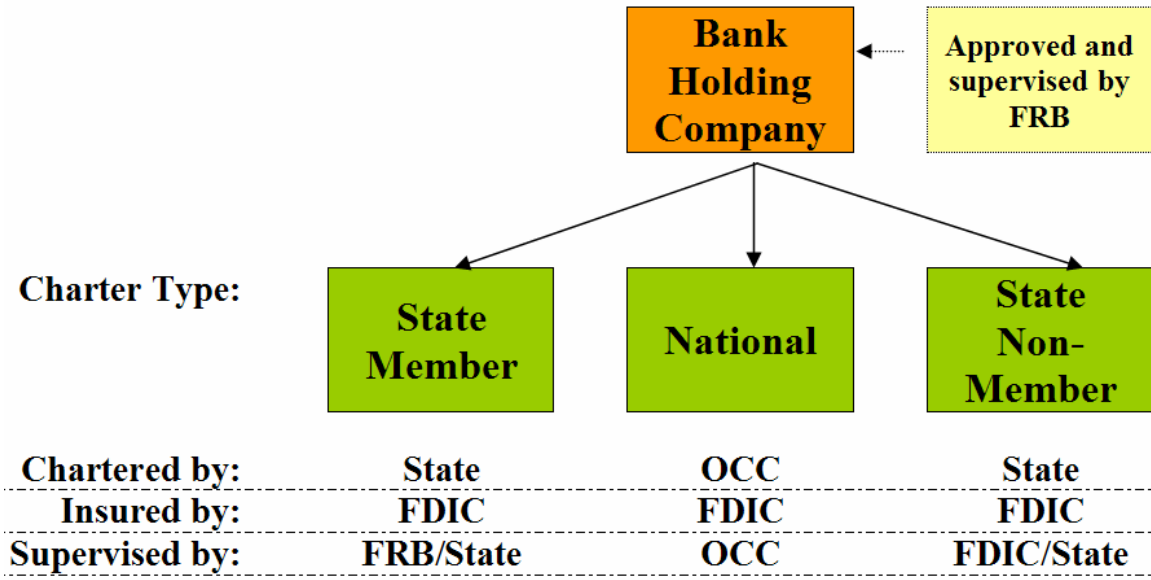 Bank
Holding
Company
Approved and
supervised by
FRB
Charter Type:
State
Member
National
State
Non-
Member
Chartered by: State OCC State
Insured by: FDIC FDIC FDIC
Supervised by: FRB/State OCC FDIC/State